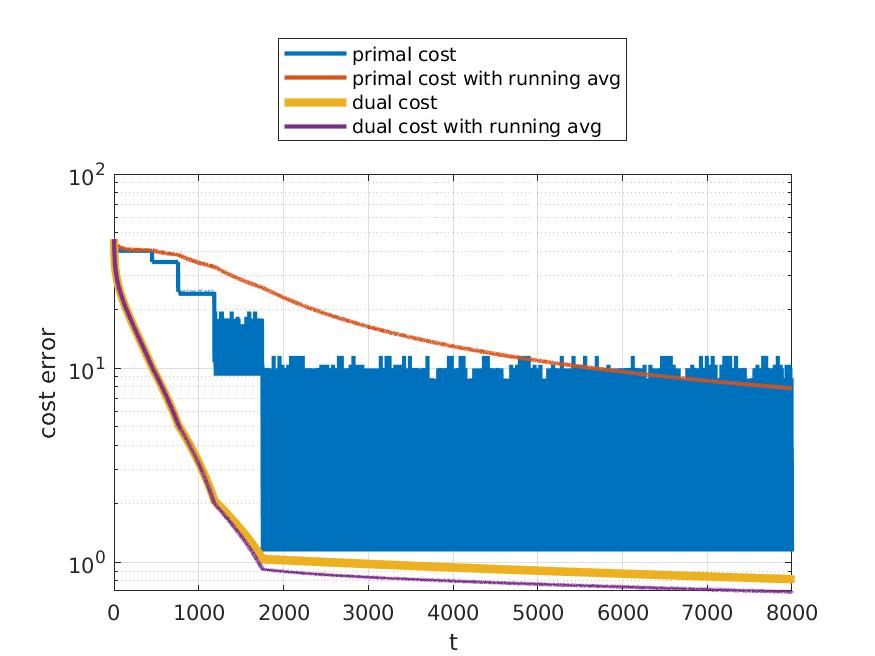 primal cost
primal cost with running avg
dual cost
dual cost with running avg
10^2
10^1
10^0
cost error
0 1000 2000 3000 4000 5000 6000 7000 8000
t